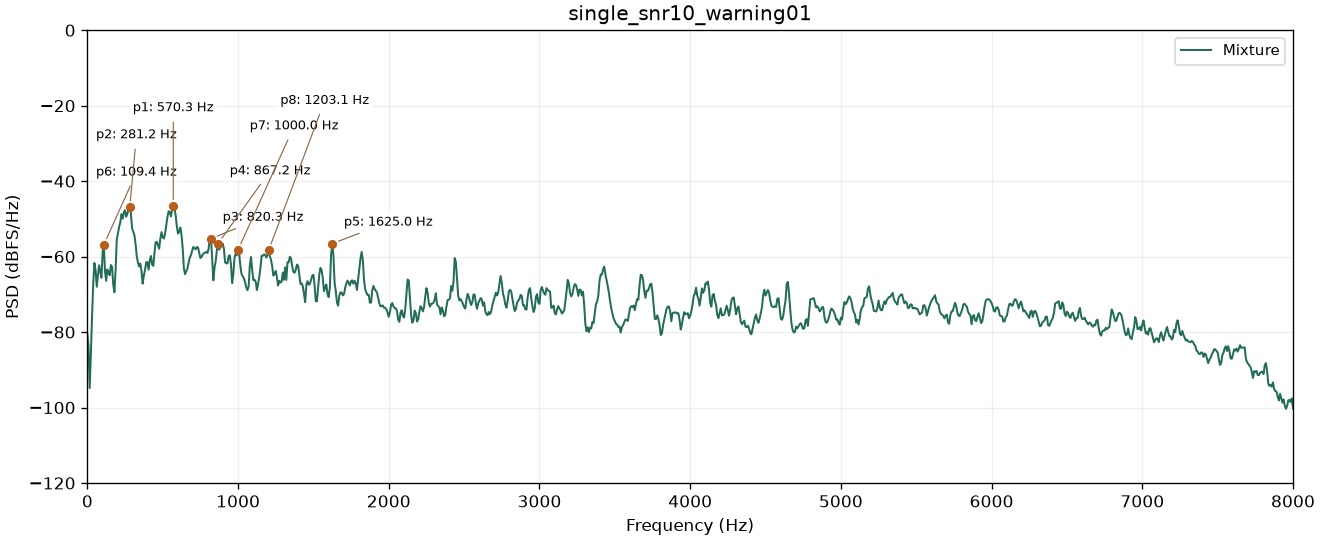 single_snr10_warning01
Mixture
p8: 1203.1 Hz
p1: 570.3 Hz
p7: 1000.0 Hz
p2: 281.2 Hz
p4: 867.2 Hz
p6: 109.4 Hz
p3: 820.3 Hz
p5: 1625.0 Hz
0
−20
−40
−60
−80
−100
−120
PSD (dBFS/Hz)
0 1000 2000 3000 4000 5000 6000 7000 8000
Frequency (Hz)